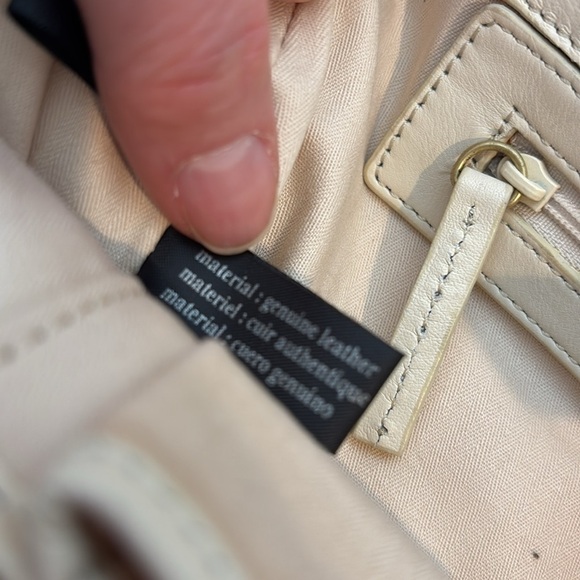 material : genuine leather
materiel : cuir authentique
material : cuero genuino